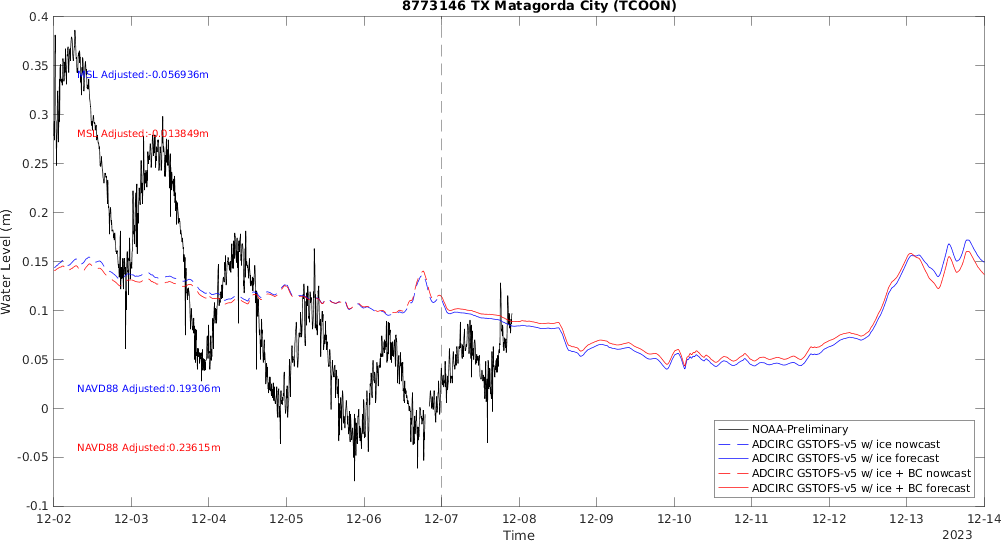 8773146 TX Matagorda City (TCOON)
0.4
0.35
0.3
0.25
0.2
0.15
0.1
0.05
0
-0.05
-0.1
Water Level (m)
MSL Adjusted:-0.056936m
MSL Adjusted:-0.013849m
NAVD88 Adjusted:0.19306m
NAVD88 Adjusted:0.23615m
NOAA-Preliminary
ADCIRC GSTOFS-v5 w/ ice nowcast
ADCIRC GSTOFS-v5 w/ ice forecast
ADCIRC GSTOFS-v5 w/ ice + BC nowcast
ADCIRC GSTOFS-v5 w/ ice + BC forecast
12-02 12-03 12-04 12-05 12-06 12-07 12-08 12-09 12-10 12-11 12-12 12-13 12-14
Time
2023